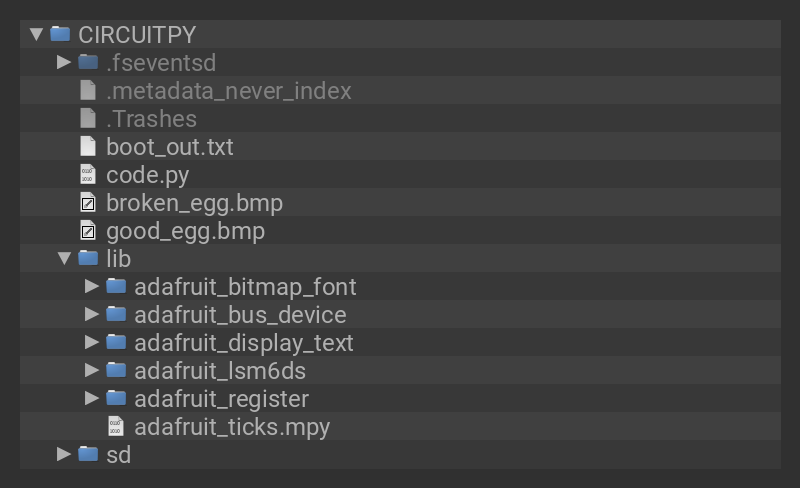 CIRCUITPY
.fseventsd
.metadata_never_index
.Trashes
boot_out.txt
code.py
broken_egg.bmp
good_egg.bmp
lib
adafruit_bitmap_font
adafruit_bus_device
adafruit_display_text
adafruit_lsm6ds
adafruit_register
adafruit_ticks.mpy
sd